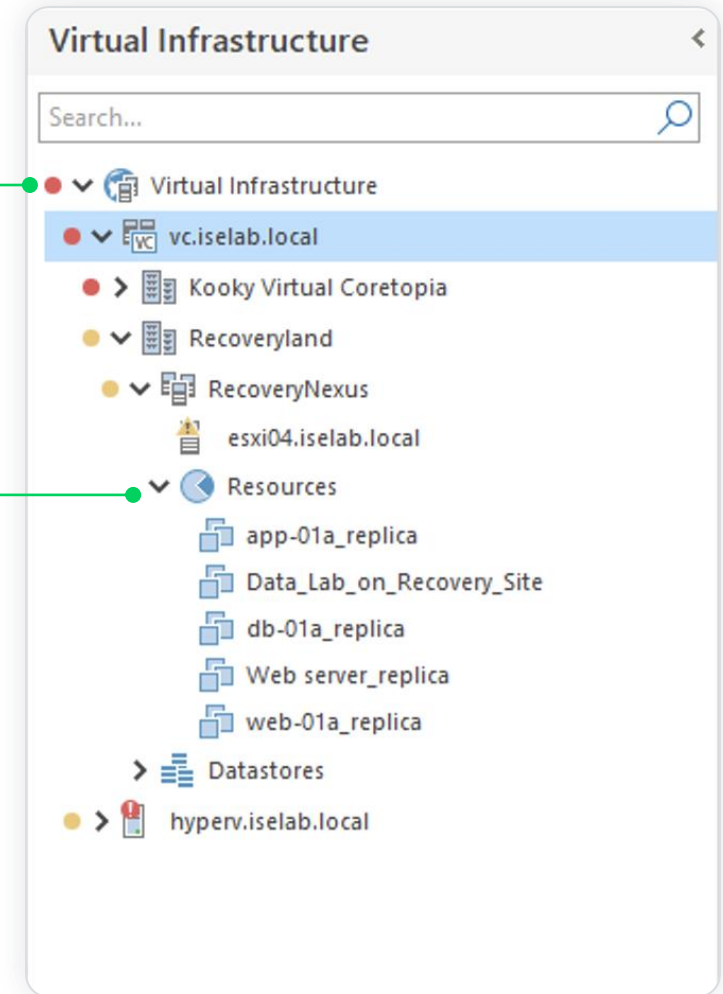 Virtual Infrastructure
Search...
Virtual Infrastructure
VC
vc.iselab.local
Kooky Virtual Coretopia
Recoveryland
RecoveryNexus
esxi04.iselab.local
Resources
app-01a_replica
Data_Lab_on_Recovery_Site
db-01a_replica
Web server_replica
web-01a_replica
Datastores
hyperv.iselab.local